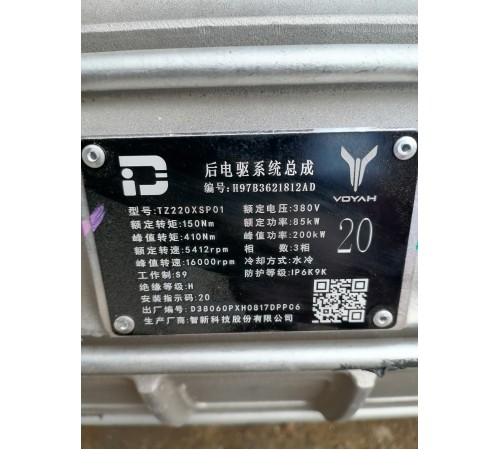 后电驱系统总成
编号:H97B3621812AD
VOYAH
型号:TZ220XSP01 额定电压:380V
额定转矩:150Nm 额定功率:85kW
峰值转矩:410Nm 峰值功率:200kW
额定转速:5412rpm 相 数:3相
峰值转速:16000rpm 冷却方式:水冷
工作制:S9 防护等级:IP6K9K
绝缘等级:H
安装指示码:20
出厂编号:D38060PXH0817DPPC6
生产厂商:智新科技股份有限公司
20